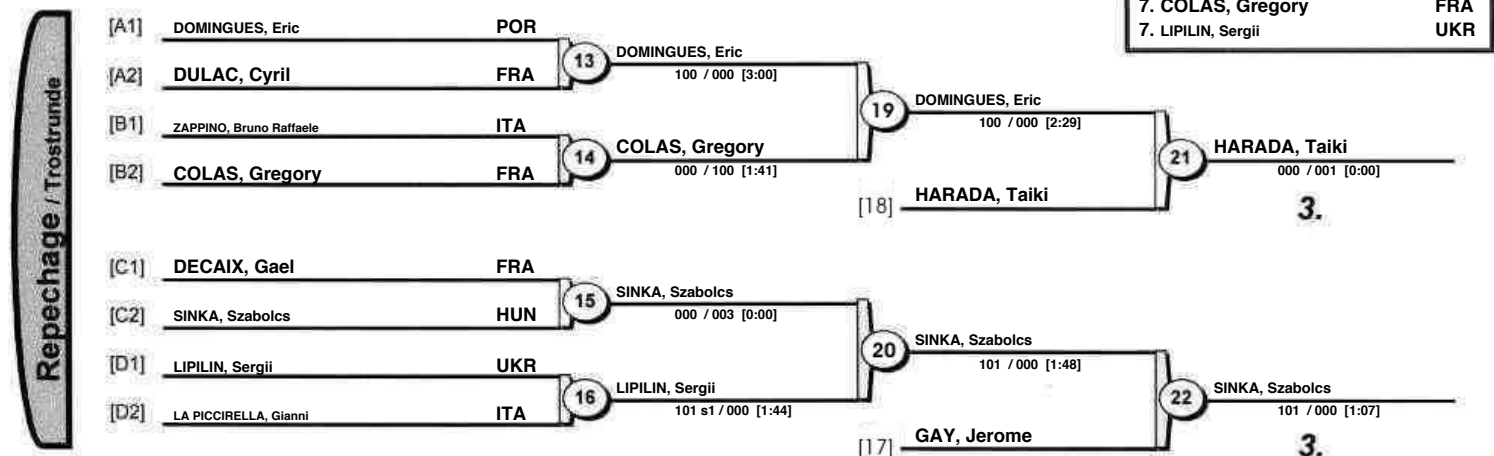 7. COLAS, Gregory FRA
7. LIPILIN, Sergii UKR
Repechage / Trostrunde
[A1] DOMINGUES, Eric POR
13 DOMINGUES, Eric
100 / 000 [3:00]
[A2] DULAC, Cyril FRA
19 DOMINGUES, Eric
100 / 000 [2:29]
[B1] ZAPPINO, Bruno Raffaele ITA
14 COLAS, Gregory
000 / 100 [1:41]
21 HARADA, Taiki
000 / 001 [0:00]
[B2] COLAS, Gregory FRA
[18] HARADA, Taiki
3.
[C1] DECAIX, Gael FRA
15 SINKA, Szabolcs
000 / 003 [0:00]
[C2] SINKA, Szabolcs HUN
20 SINKA, Szabolcs
101 / 000 [1:48]
[D1] LIPILIN, Sergii UKR
16 LIPILIN, Sergii
101 s1 / 000 [1:44]
22 SINKA, Szabolcs
101 / 000 [1:07]
[D2] LA PICCIRELLA, Gianni ITA
[17] GAY, Jerome
3.